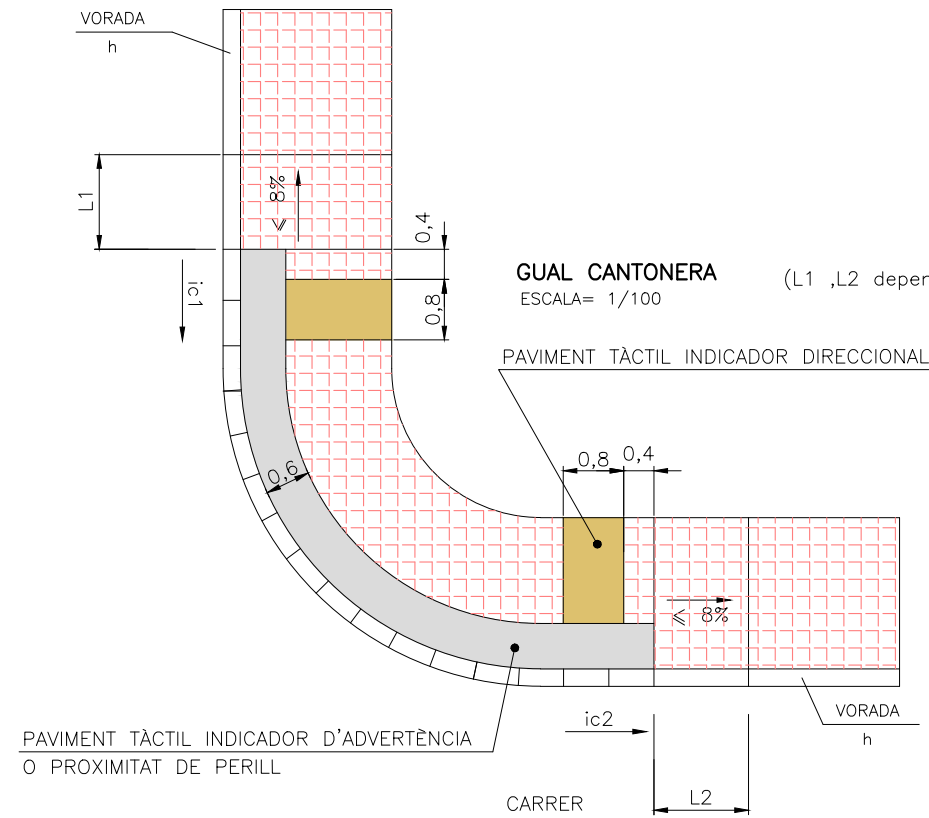 VORADA
h
L1
⩽ 8%
0,4
ic1
0,8
GUAL CANTONERA
(L1 ,L2 deper
ESCALA= 1/100
PAVIMENT TÀCTIL INDICADOR DIRECCIONAL
0,8
0,4
0,6
⩽ 8%
VORADA
h
ic2
PAVIMENT TÀCTIL INDICADOR D'ADVERTÈNCIA
O PROXIMITAT DE PERILL
L2
CARRER